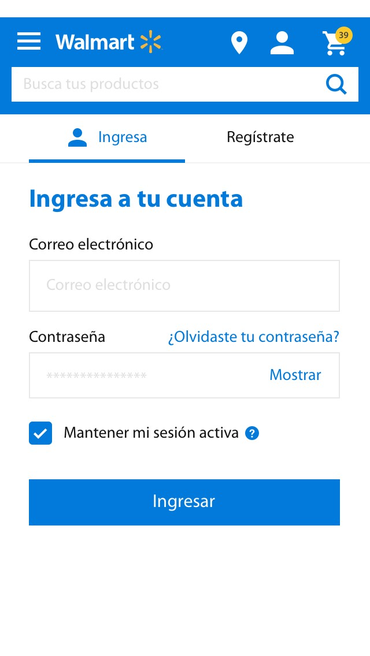 Walmart
39
Busca tus productos
Ingresa Regístrate
Ingresa a tu cuenta
Correo electrónico
Correo electrónico
Contraseña ¿Olvidaste tu contraseña?
*************** Mostrar
Mantener mi sesión activa ?
Ingresar